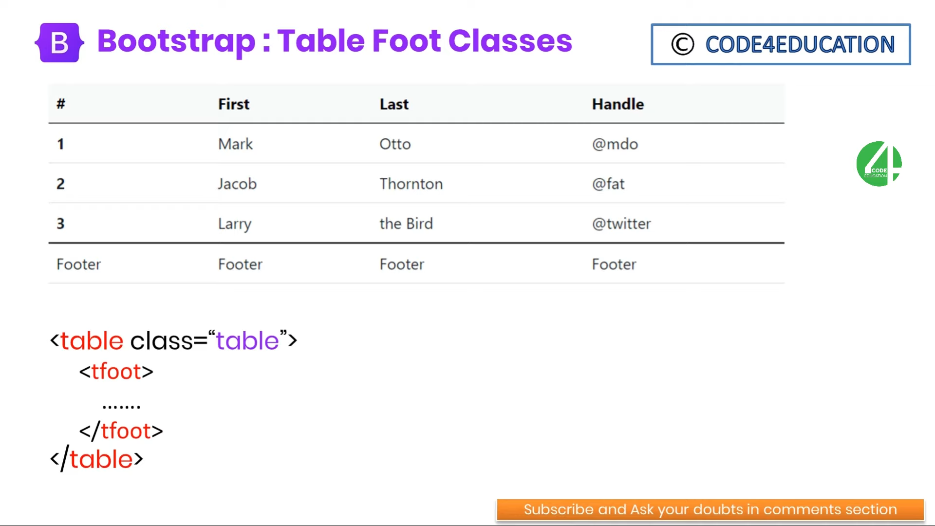 B Bootstrap : Table Foot Classes
© CODE4EDUCATION
# First Last Handle
1 Mark Otto @mdo
2 Jacob Thornton @fat
3 Larry the Bird @twitter
Footer Footer Footer Footer
4
CODE
<table class=“table”>
<tfoot>
.......
</tfoot>
</table>
Subscribe and Ask your doubts in comments section